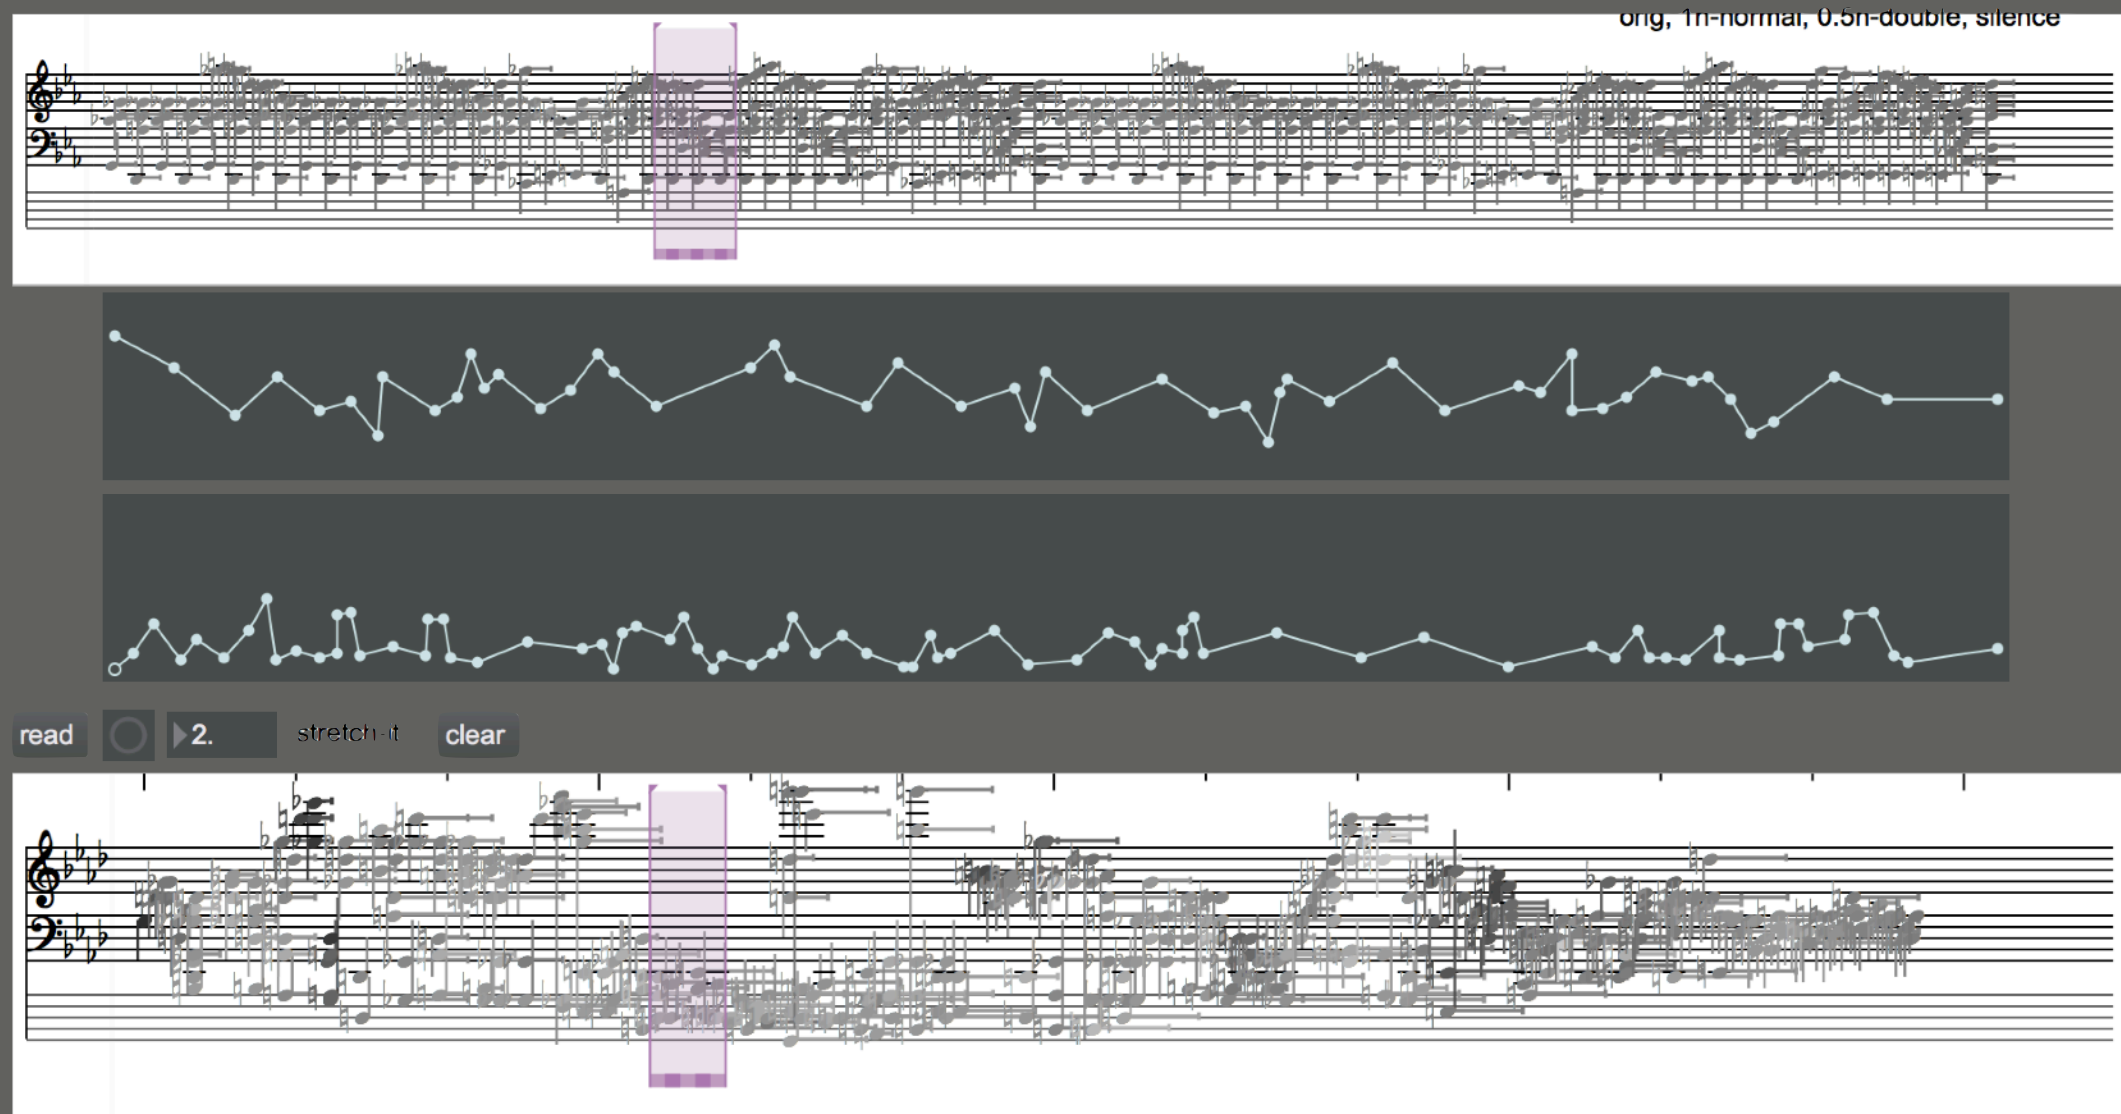 orig, 1n-normal, 0.5n-double, silence
read 2. stretch-it clear